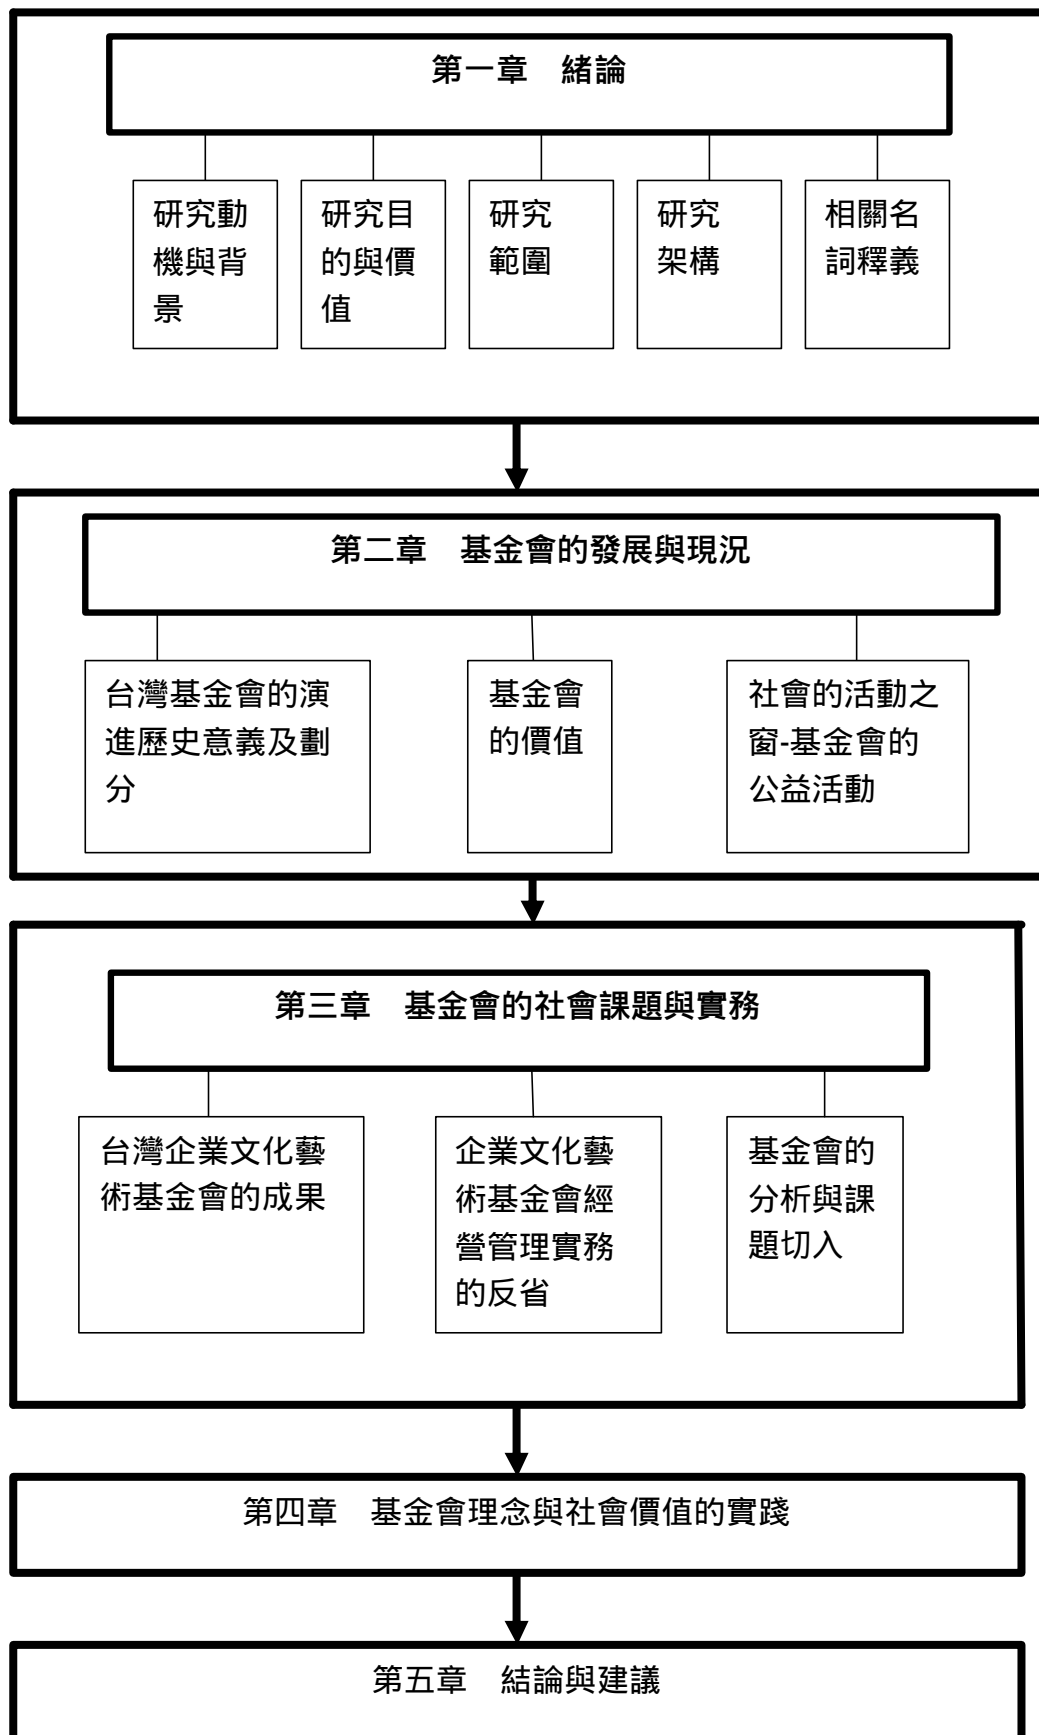 第一章　緒論
研究動
機與背
景
研究目
的與價
值
研究
範圍
研究
架構
相關名
詞釋義
第二章　基金會的發展與現況
台灣基金會的演
進歷史意義及劃
分
基金會
的價值
社會的活動之
窗-基金會的
公益活動
第三章　基金會的社會課題與實務
台灣企業文化藝
術基金會的成果
企業文化藝
術基金會經
營管理實務
的反省
基金會的
分析與課
題切入
第四章　基金會理念與社會價值的實踐
第五章　結論與建議